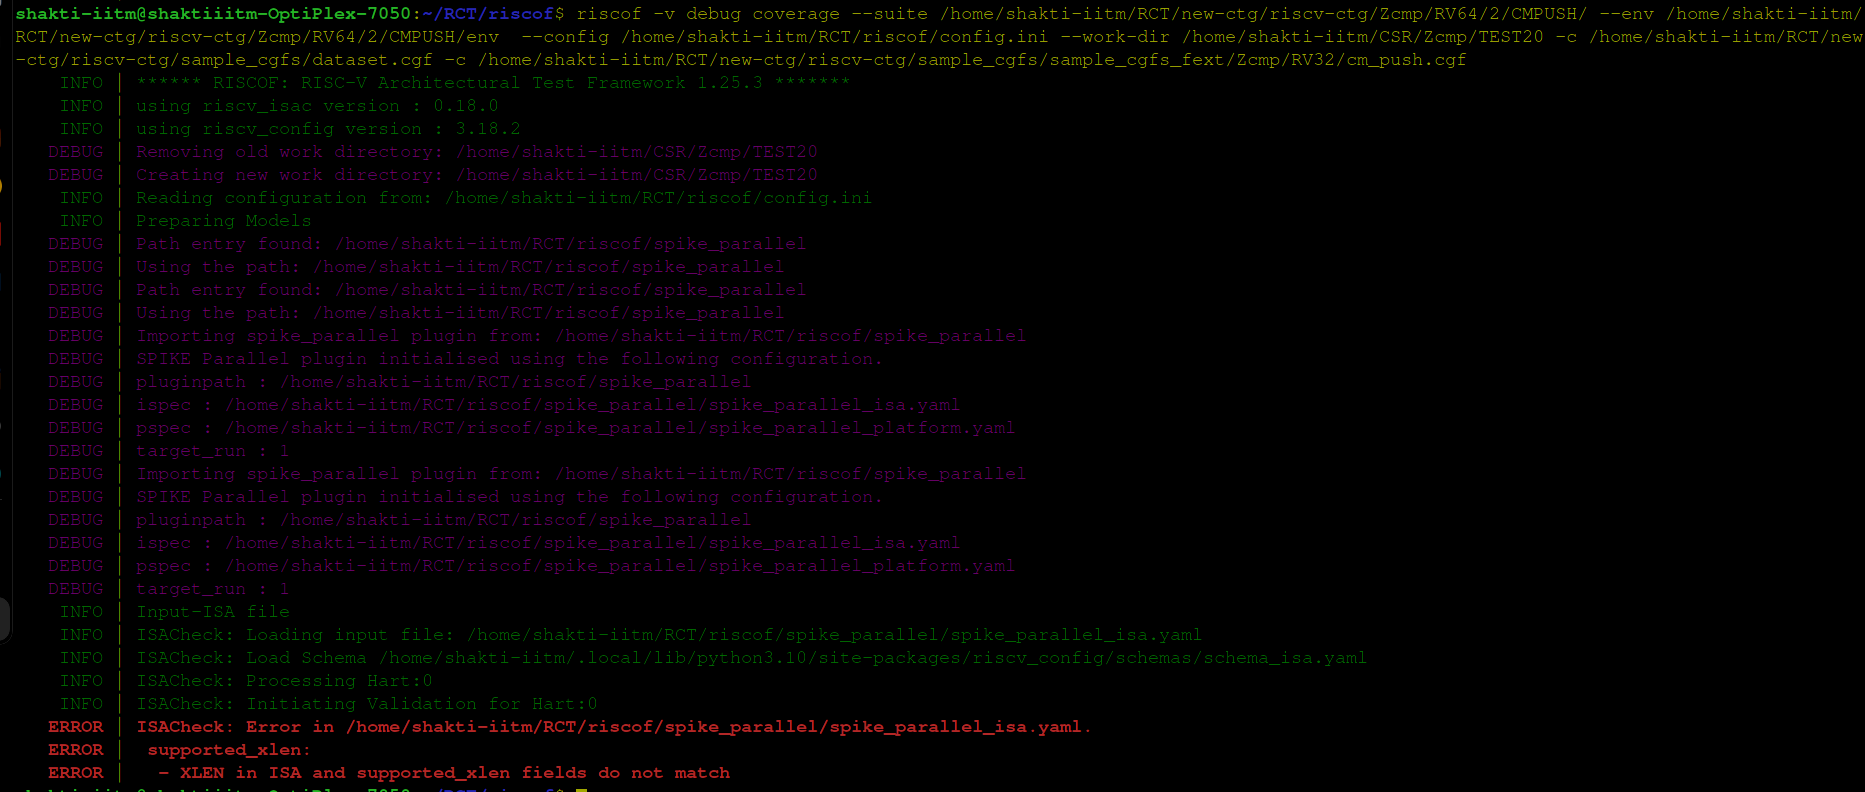 shakti-iitm@shaktiiitm-OptiPlex-7050:~/RCT/riscof$ riscof -v debug coverage --suite /home/shakti-iitm/RCT/new-ctg/riscv-ctg/Zcmp/RV64/2/CMPUSH/ --env /home/shakti-iitm/
RCT/new-ctg/riscv-ctg/Zcmp/RV64/2/CMPUSH/env  --config /home/shakti-iitm/RCT/riscof/config.ini --work-dir /home/shakti-iitm/CSR/Zcmp/TEST20 -c /home/shakti-iitm/RCT/new
-ctg/riscv-ctg/sample_cgfs/dataset.cgf -c /home/shakti-iitm/RCT/new-ctg/riscv-ctg/sample_cgfs/sample_cgfs_fext/Zcmp/RV32/cm_push.cgf
INFO | ****** RISCOF: RISC-V Architectural Test Framework 1.25.3 *******
INFO | using riscv_isac version : 0.18.0
INFO | using riscv_config version : 3.18.2
DEBUG | Removing old work directory: /home/shakti-iitm/CSR/Zcmp/TEST20
DEBUG | Creating new work directory: /home/shakti-iitm/CSR/Zcmp/TEST20
INFO | Reading configuration from: /home/shakti-iitm/RCT/riscof/config.ini
INFO | Preparing Models
DEBUG | Path entry found: /home/shakti-iitm/RCT/riscof/spike_parallel
DEBUG | Using the path: /home/shakti-iitm/RCT/riscof/spike_parallel
DEBUG | Path entry found: /home/shakti-iitm/RCT/riscof/spike_parallel
DEBUG | Using the path: /home/shakti-iitm/RCT/riscof/spike_parallel
DEBUG | Importing spike_parallel plugin from: /home/shakti-iitm/RCT/riscof/spike_parallel
DEBUG | SPIKE Parallel plugin initialised using the following configuration.
DEBUG | pluginpath : /home/shakti-iitm/RCT/riscof/spike_parallel
DEBUG | ispec : /home/shakti-iitm/RCT/riscof/spike_parallel/spike_parallel_isa.yaml
DEBUG | pspec : /home/shakti-iitm/RCT/riscof/spike_parallel/spike_parallel_platform.yaml
DEBUG | target_run : 1
DEBUG | Importing spike_parallel plugin from: /home/shakti-iitm/RCT/riscof/spike_parallel
DEBUG | SPIKE Parallel plugin initialised using the following configuration.
DEBUG | pluginpath : /home/shakti-iitm/RCT/riscof/spike_parallel
DEBUG | ispec : /home/shakti-iitm/RCT/riscof/spike_parallel/spike_parallel_isa.yaml
DEBUG | pspec : /home/shakti-iitm/RCT/riscof/spike_parallel/spike_parallel_platform.yaml
DEBUG | target_run : 1
INFO | Input-ISA file
INFO | ISACheck: Loading input file: /home/shakti-iitm/RCT/riscof/spike_parallel/spike_parallel_isa.yaml
INFO | ISACheck: Load Schema /home/shakti-iitm/.local/lib/python3.10/site-packages/riscv_config/schemas/schema_isa.yaml
INFO | ISACheck: Processing Hart:0
INFO | ISACheck: Initiating Validation for Hart:0
ERROR | ISACheck: Error in /home/shakti-iitm/RCT/riscof/spike_parallel/spike_parallel_isa.yaml.
ERROR | supported_xlen:
ERROR | - XLEN in ISA and supported_xlen fields do not match